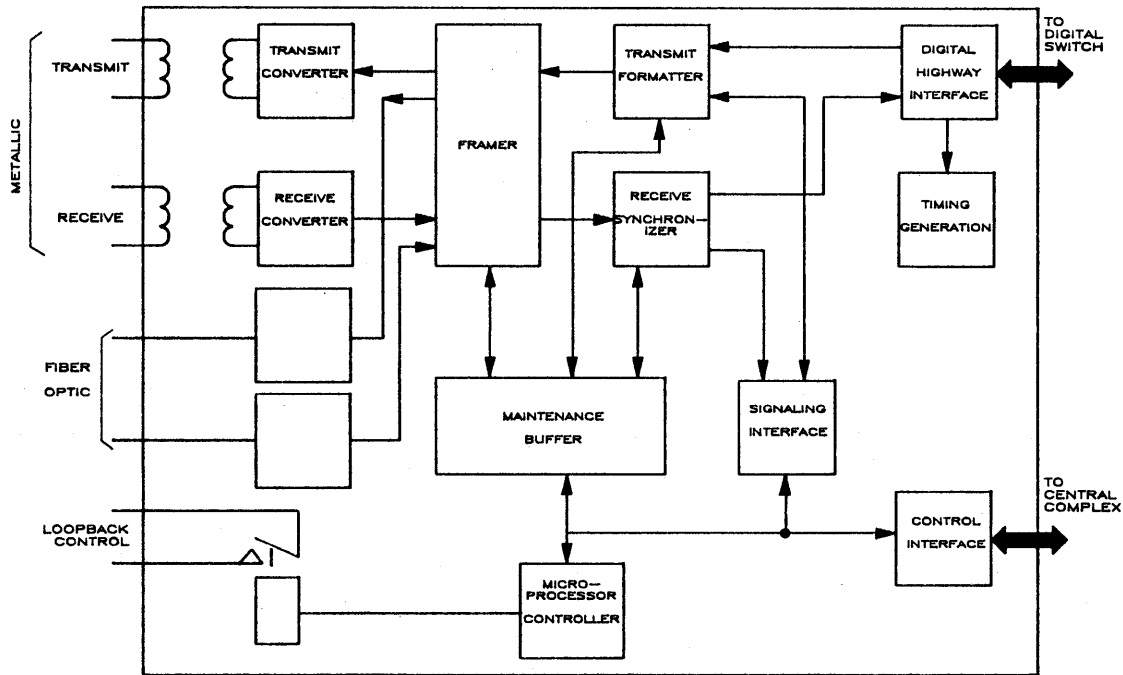 TO
DIGITAL
SWITCH
METALLIC
TRANSMIT
TRANSMIT
CONVERTER
FRAMER
TRANSMIT
FORMATTER
DIGITAL
HIGHWAY
INTERFACE
RECEIVE
RECEIVE
CONVERTER
RECEIVE
SYNCHRON-
IZER
TIMING
GENERATION
FIBER
OPTIC
MAINTENANCE
BUFFER
SIGNALING
INTERFACE
TO
CENTRAL
COMPLEX
LOOPBACK
CONTROL
CONTROL
INTERFACE
MICRO-
PROCESSOR
CONTROLLER